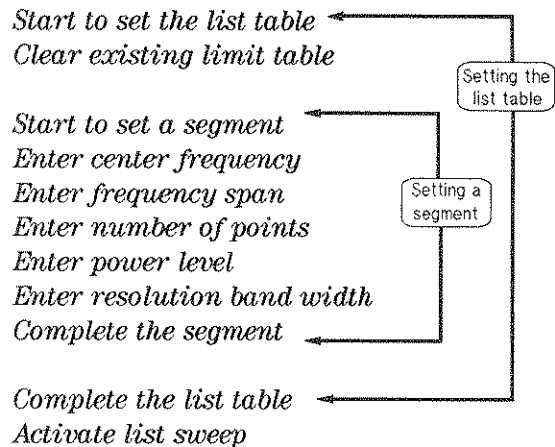 Start to set the list table
Clear existing limit table
Setting the
list table
Start to set a segment
Enter center frequency
Enter frequency span
Enter number of points
Enter power level
Enter resolution band width
Complete the segment
Setting a
segment
Complete the list table
Activate list sweep